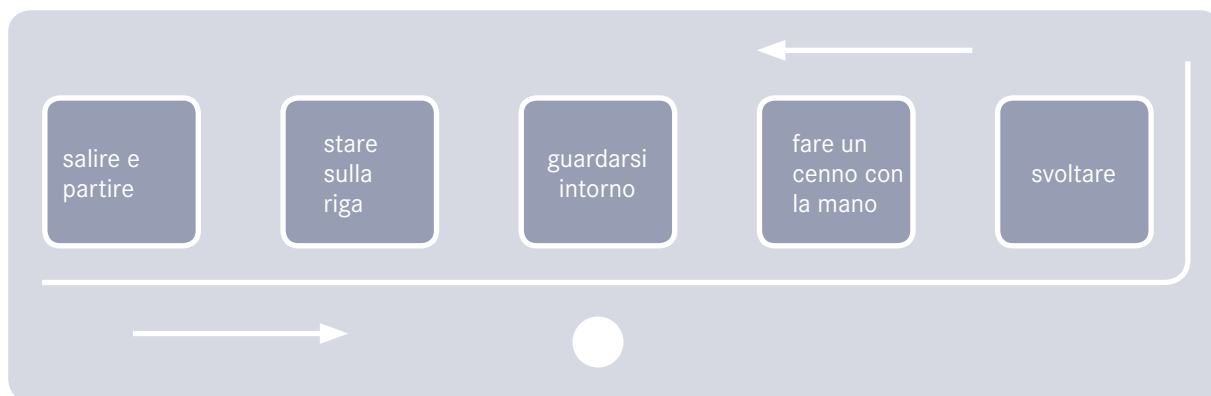 salire e
partire
stare
sulla
riga
guardarsi
intorno
fare un
cenno con
la mano
svoltare